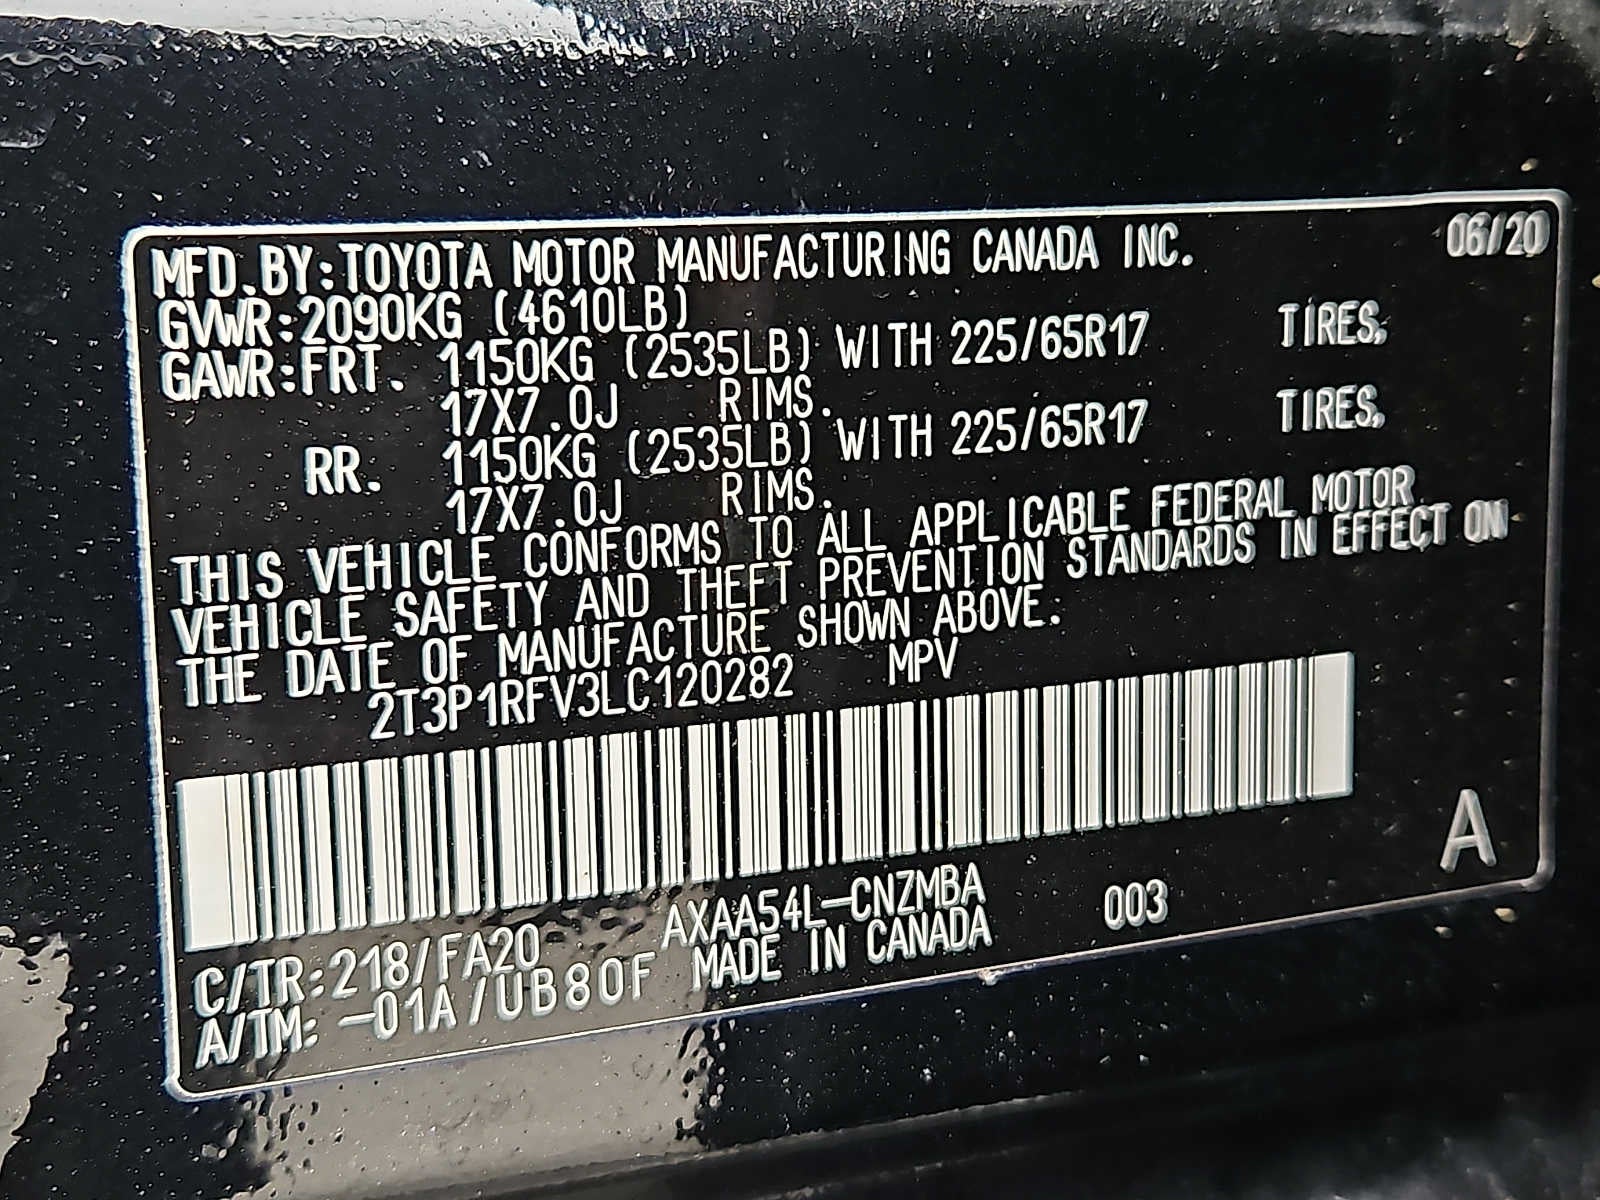 MFD.BY:TOYOTA MOTOR MANUFACTURING CANADA INC. 06/20
GVWR:2090KG (4610LB)
GAWR:FRT. 1150KG (2535LB) WITH 225/65R17 TIRES,
17X7.0J RIMS.
RR. 1150KG (2535LB) WITH 225/65R17 TIRES,
17X7.0J RIMS.
THIS VEHICLE CONFORMS TO ALL APPLICABLE FEDERAL MOTOR
VEHICLE SAFETY AND THEFT PREVENTION STANDARDS IN EFFECT ON
THE DATE OF MANUFACTURE SHOWN ABOVE.
2T3P1RFV3LC120282 MPV
A
AXAA54L-CNZMBA 003
C/TR:218/FA20 MADE IN CANADA
A/TM: -01A/UB80F